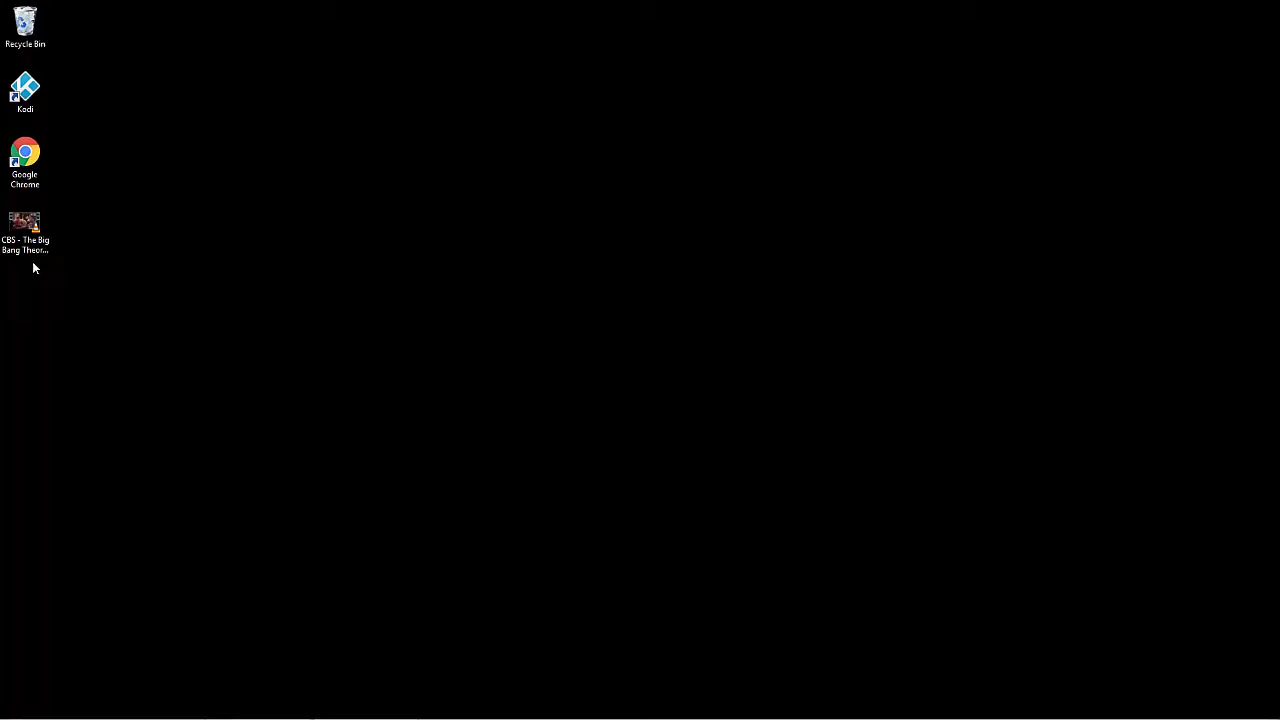 Recycle Bin
Kodi
Google
Chrome
CBS - The Big
Bang Theor...